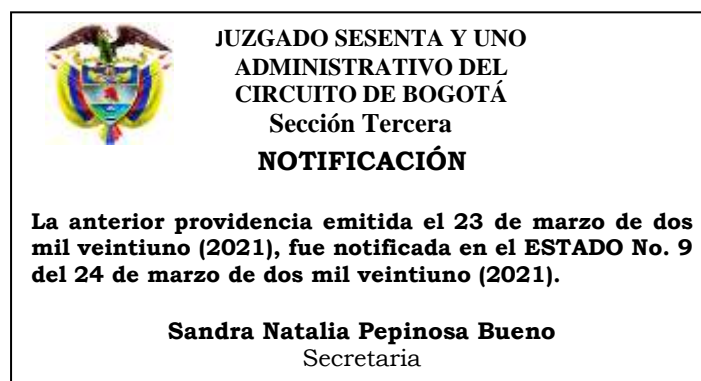 JUZGADO SESENTA Y UNO
ADMINISTRATIVO DEL
CIRCUITO DE BOGOTÁ
Sección Tercera
NOTIFICACIÓN
La anterior providencia emitida el 23 de marzo de dos
mil veintiuno (2021), fue notificada en el ESTADO No. 9
del 24 de marzo de dos mil veintiuno (2021).
Sandra Natalia Pepinosa Bueno
Secretaria